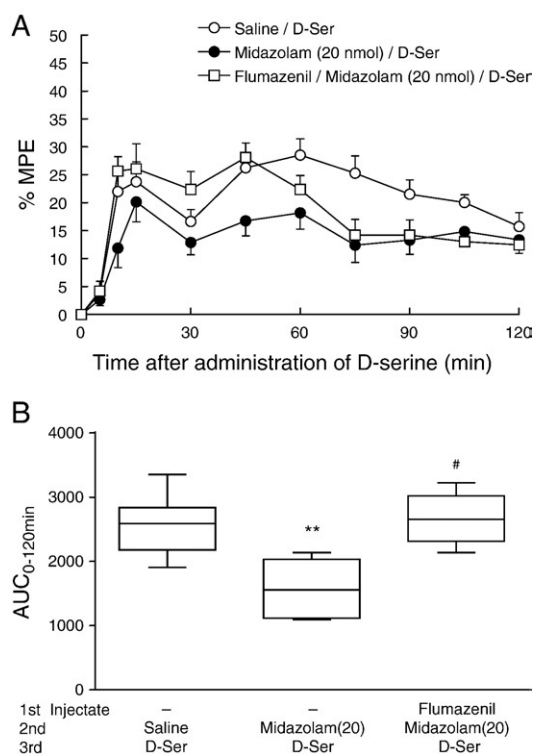 A
Saline / D-Ser
Midazolam (20 nmol) / D-Ser
Flumazenil / Midazolam (20 nmol) / D-Ser
50
45
40
35
30
25
20
15
10
5
0
% MPE
0 30 60 90 120
Time after administration of D-serine (min)
B
4000
3000
2000
1000
0
AUC0-120min
**
#
1st Injectate – – Flumazenil
2nd Saline Midazolam(20) Midazolam(20)
3rd D-Ser D-Ser D-Ser